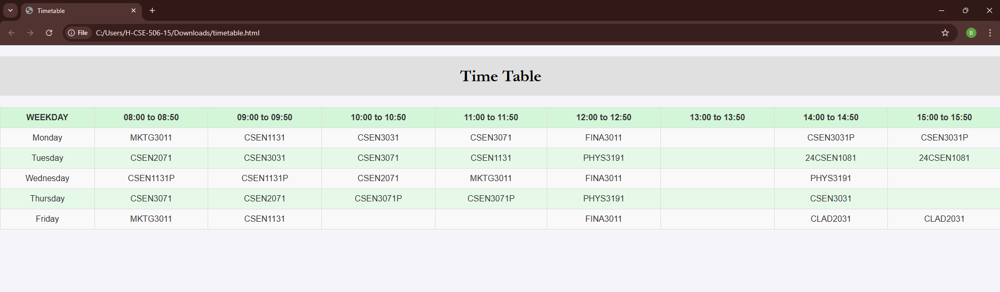 Timetable
File C:/Users/H-CSE-506-15/Downloads/timetable.html
B
Time Table
WEEKDAY 08:00 to 08:50 09:00 to 09:50 10:00 to 10:50 11:00 to 11:50 12:00 to 12:50 13:00 to 13:50 14:00 to 14:50 15:00 to 15:50
Monday MKTG3011 CSEN1131 CSEN3031 CSEN3071 FINA3011 CSEN3031P CSEN3031P
Tuesday CSEN2071 CSEN3031 CSEN3071 CSEN1131 PHYS3191 24CSEN1081 24CSEN1081
Wednesday CSEN1131P CSEN1131P CSEN2071 MKTG3011 FINA3011 PHYS3191
Thursday CSEN3071 CSEN2071 CSEN3071P CSEN3071P PHYS3191 CSEN3031
Friday MKTG3011 CSEN1131 FINA3011 CLAD2031 CLAD2031